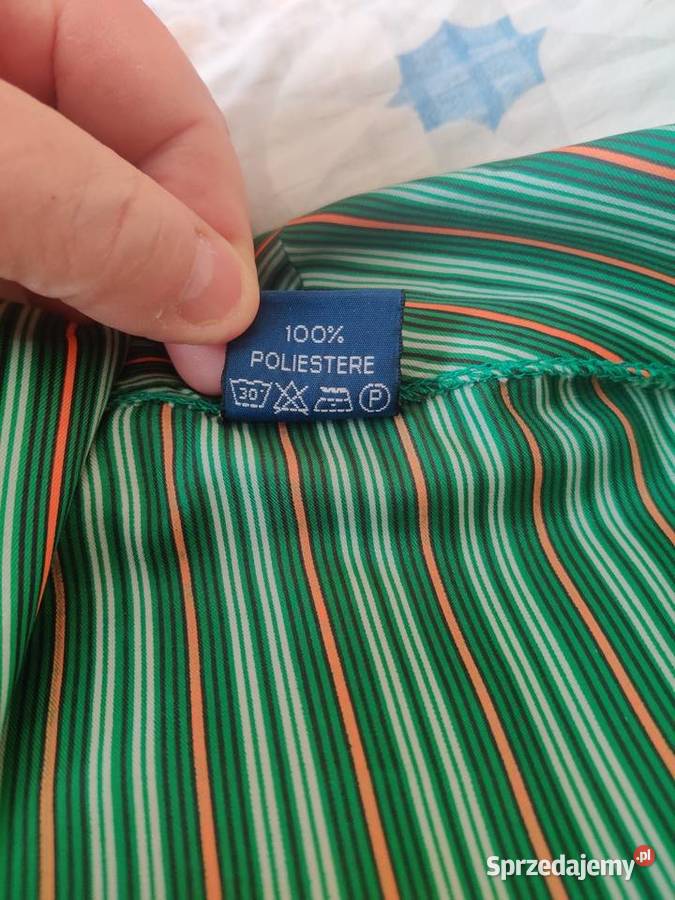 100%
POLIESTERE
30 P
Sprzedajemy.pl